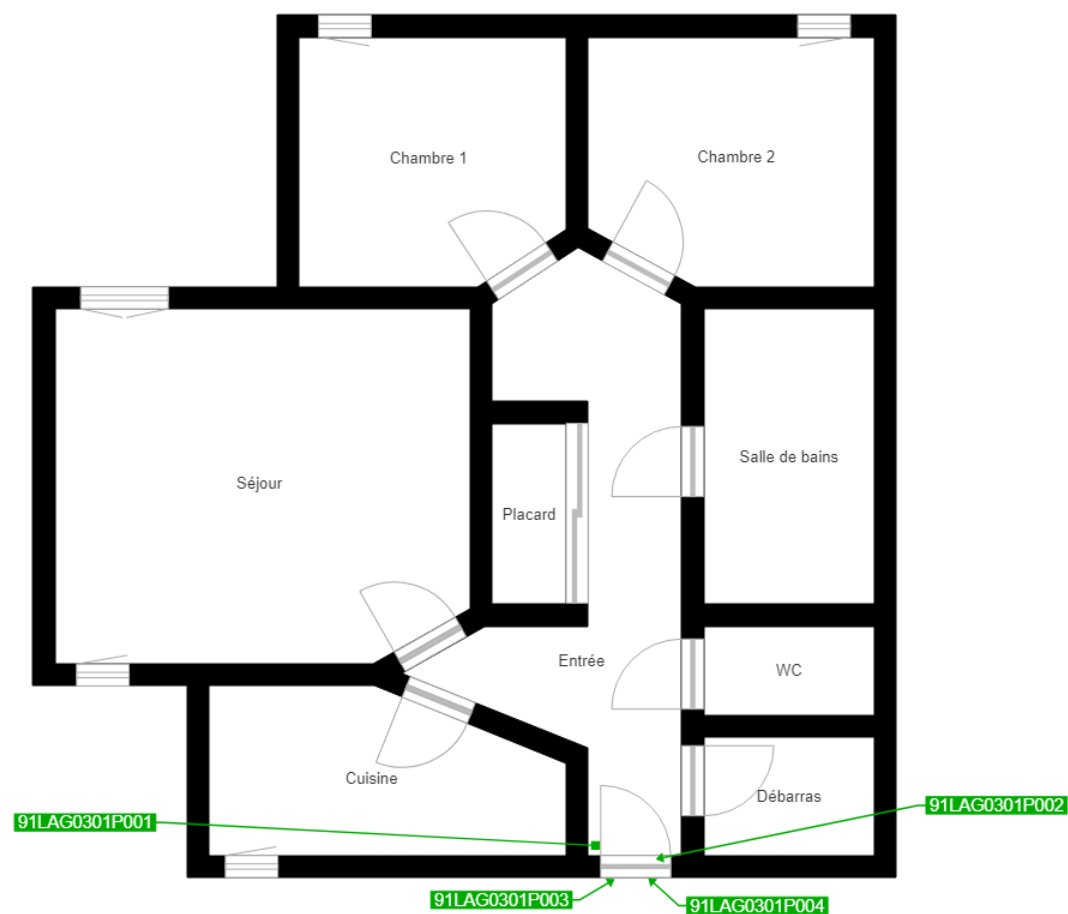 Chambre 1
Chambre 2
Séjour
Salle de bains
Placard
Entrée
WC
Cuisine
Débarras
91LAG0301P001
91LAG0301P002
91LAG0301P003
91LAG0301P004